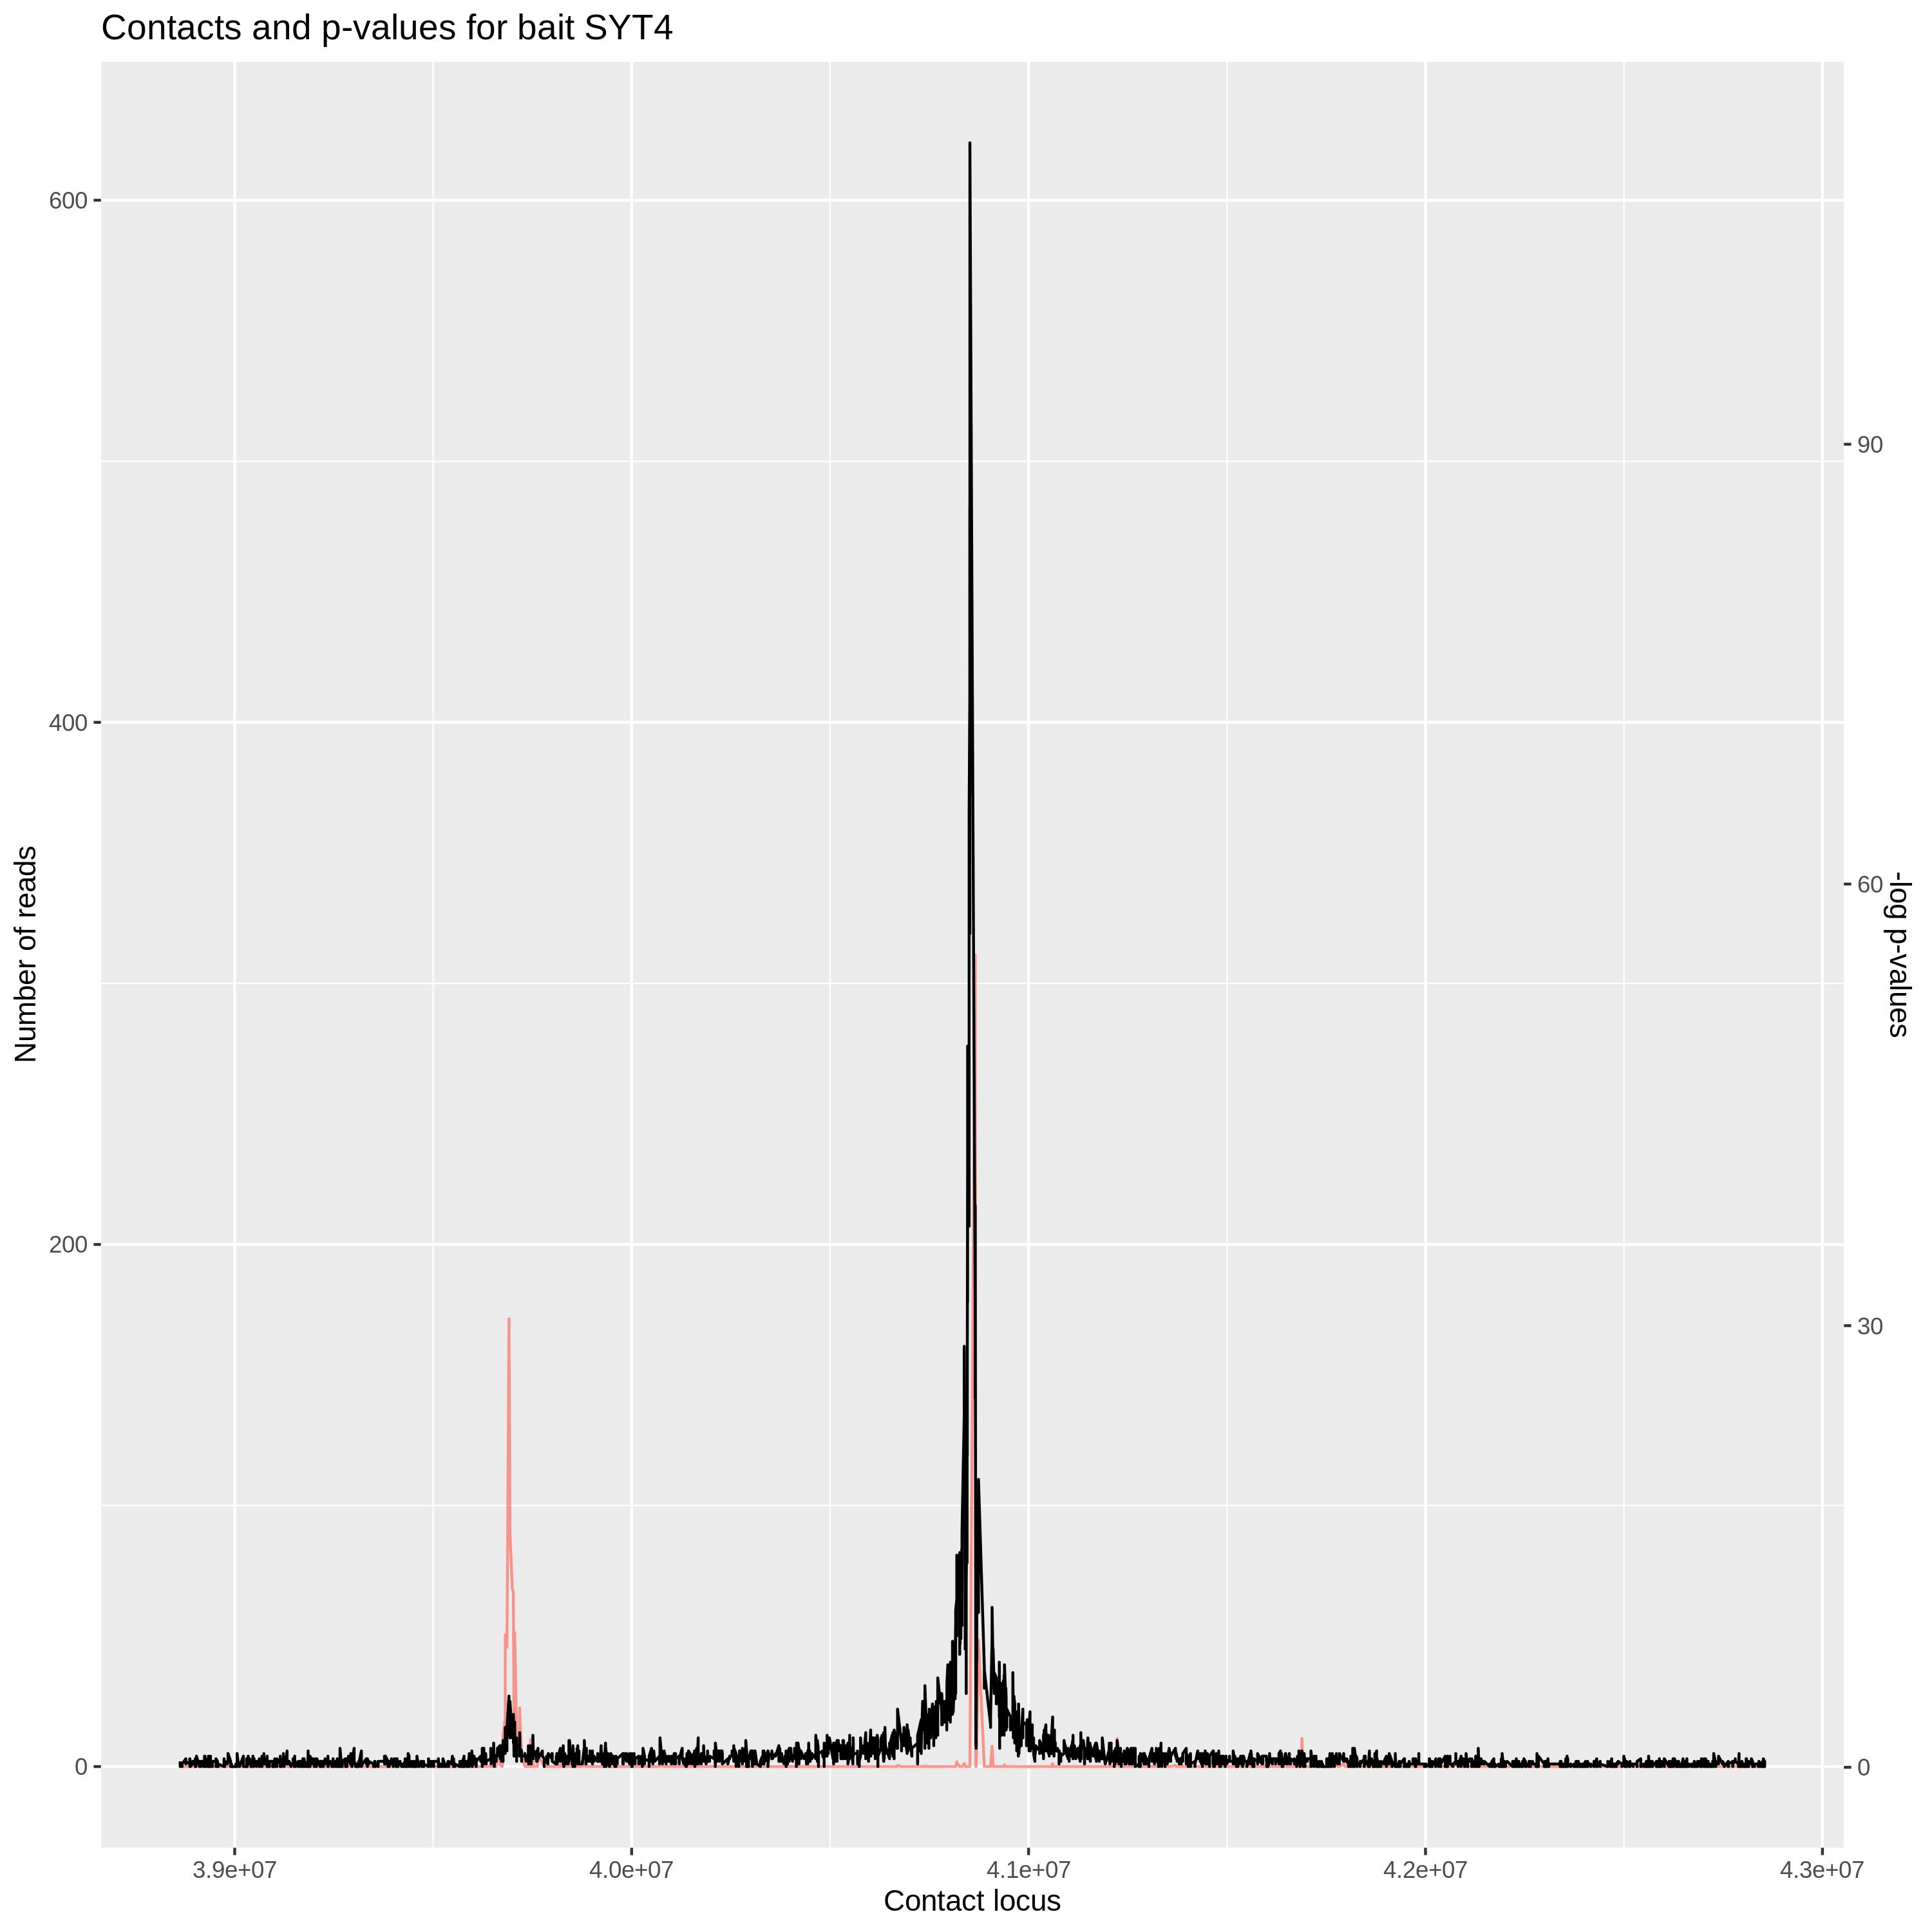 Contacts and p-values for bait SYT4
600
400
200
0
Number of reads
90
60
30
0
-log p-values
3.9e+07
4.0e+07
4.1e+07
4.2e+07
4.3e+07
Contact locus